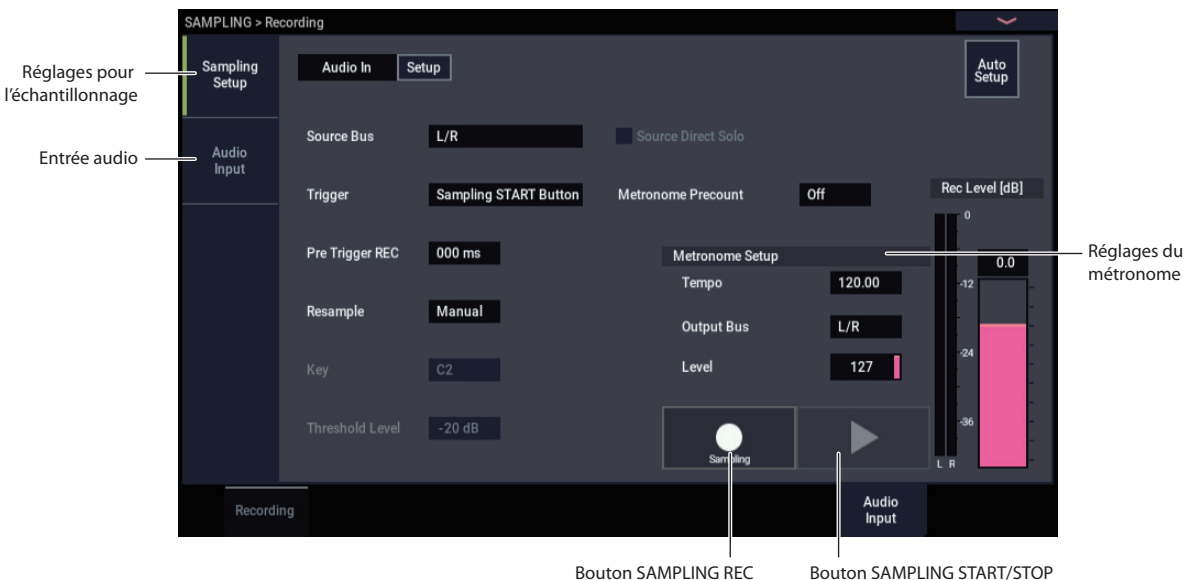 SAMPLING > Recording
Réglages pour
l'échantillonnage
Sampling
Setup
Audio In
Setup
Auto
Setup
Entrée audio
Audio
Input
Source Bus
L/R
Source Direct Solo
Trigger
Sampling START Button
Metronome Precount
Off
Rec Level [dB]
0
Pre Trigger REC
000 ms
Metronome Setup
0.0
Réglages du
métronome
Tempo
120.00
-12
Resample
Manual
Output Bus
L/R
-24
Key
C2
Level
127
Threshold Level
-20 dB
-36
Sampling
L R
Recording
Audio
Input
Bouton SAMPLING REC
Bouton SAMPLING START/STOP